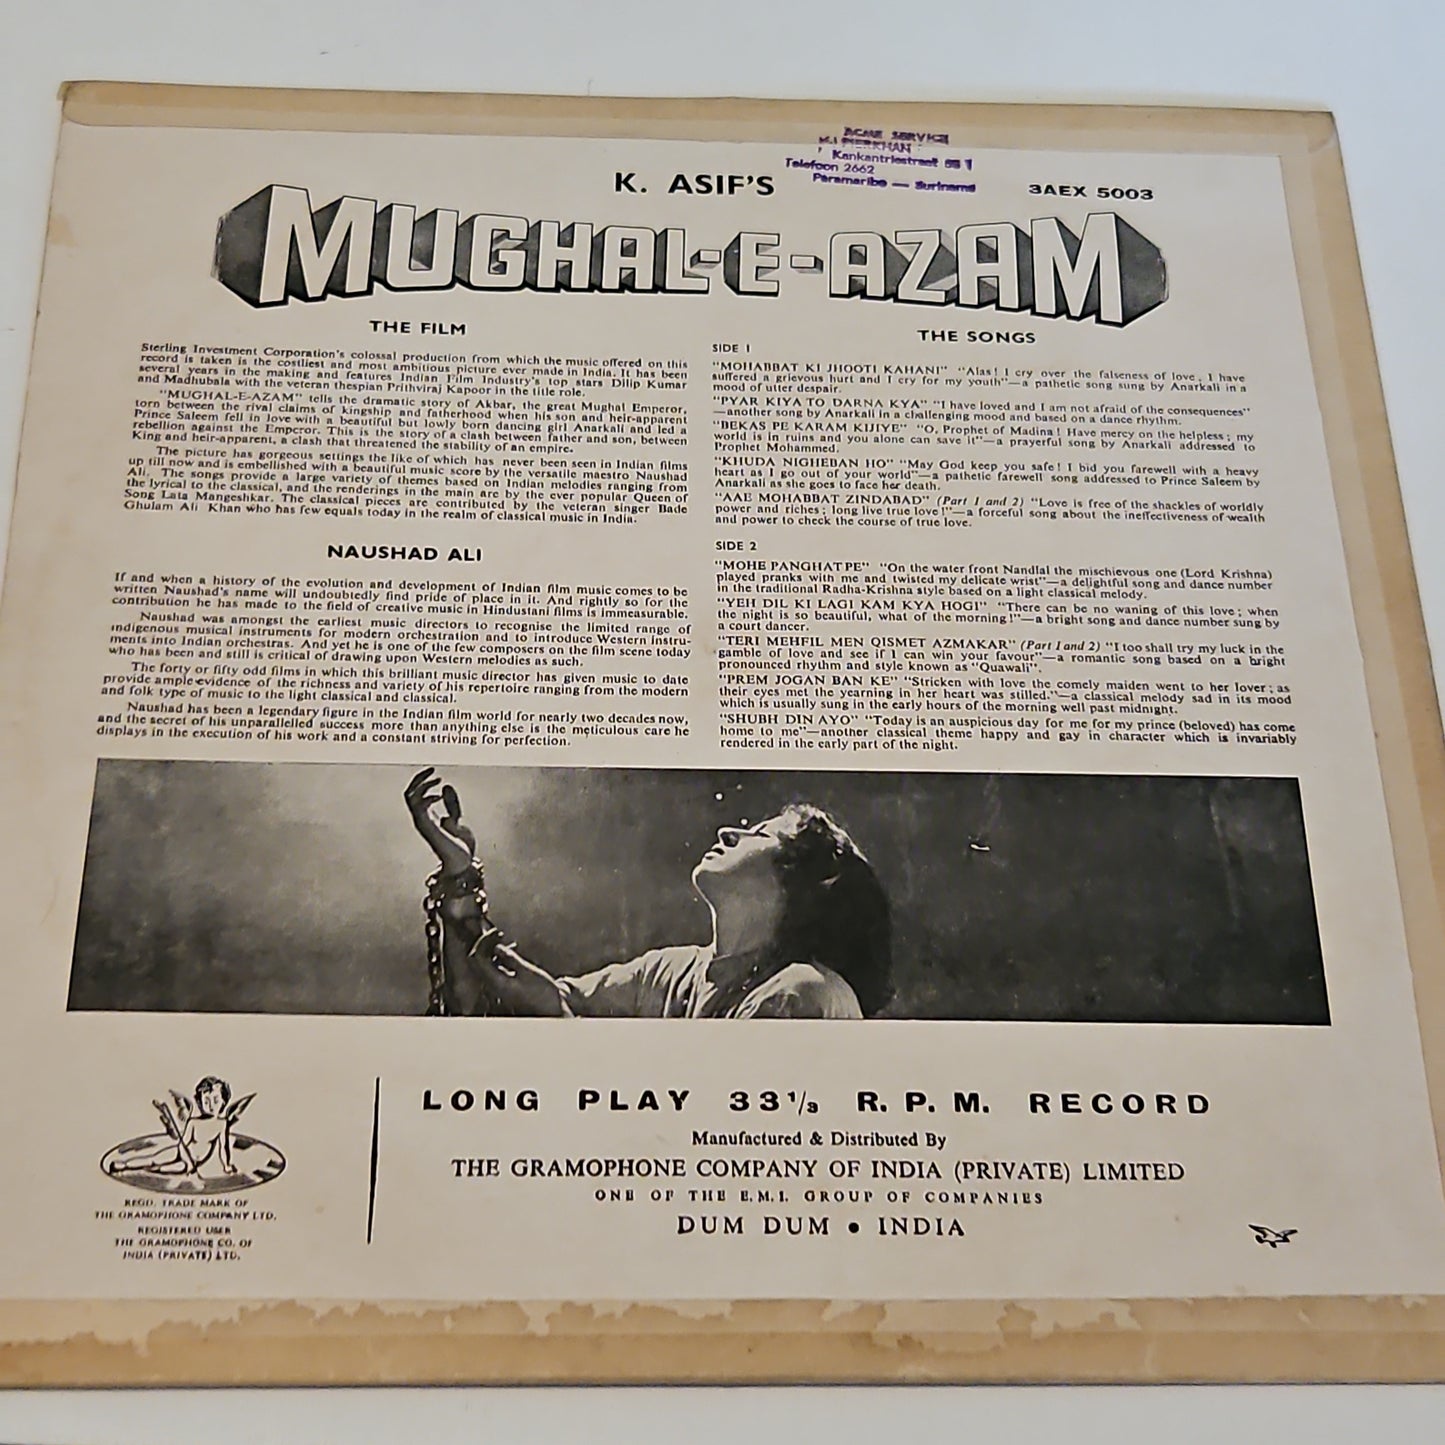 ACME SERVICE
Kankantriestraat
Telefoon 2662
Paramaribo — Suriname
K. ASIF'S
3AEX 5003
MUGHAL-E-AZAM
THE FILM
Sterling Investment Corporation's colossal production from which the music offered on this
record is taken is the costliest and most ambitious picture ever made in India. It has been
several years in the making and features Indian Film Industry's top stars Dilip Kumar
and Madhubala with the veteran thespian Prithviraj Kapoor in the title role.
"MUGHAL-E-AZAM" tells the dramatic story of Akbar, the great Mughal Emperor,
torn between the rival claims of kingship and fatherhood when his son and heir-apparent
Prince Saleem fell in love with a beautiful but lowly born dancing girl Anarkali and led a
rebellion against the Emperor. This is the story of a clash between father and son, between
King and heir-apparent, a clash that threatened the stability of an empire.
The picture has gorgeous settings the like of which has never been seen in Indian films
up till now and is embellished with a beautiful music score by the versatile maestro Naushad
Ali. The songs provide a large variety of themes based on Indian melodies ranging from
the lyrical to the classical, and the renderings in the main are by the ever popular Queen of
Song Lata Mangeshkar. The classical pieces are contributed by the veteran singer Bade
Ghulam Ali Khan who has few equals today in the realm of classical music in India.
NAUSHAD ALI
If and when a history of the evolution and development of Indian film music comes to be
written Naushad's name will undoubtedly find pride of place in it. And rightly so for the
contribution he has made to the field of creative music in Hindustani films is immeasurable.
Naushad was amongst the earliest music directors to recognise the limited range of
indigenous musical instruments for modern orchestration and to introduce Western instru-
ments into Indian orchestras. And yet he is one of the few composers on the film scene today
who has been and still is critical of drawing upon Western melodies as such.
The forty or fifty odd films in which this brilliant music director has given music to date
provide ample evidence of the richness and variety of his repertoire ranging from the modern
and folk type of music to the light classical and classical.
Naushad has been a legendary figure in the Indian film world for nearly two decades now,
and the secret of his unparallelled success more than anything else is the meticulous care he
displays in the execution of his work and a constant striving for perfection.
THE SONGS
SIDE 1
"MOHABBAT KI JHOOTI KAHANI" "Alas! I cry over the falseness of love. I have
suffered a grievous hurt and I cry for my youth"—a pathetic song sung by Anarkali in a
mood of utter despair.
"PYAR KIYA TO DARNA KYA" "I have loved and I am not afraid of the consequences"
—another song by Anarkali in a challenging mood and based on a dance rhythm.
"BEKAS PE KARAM KIJIYE" "O, Prophet of Madina! Have mercy on the helpless; my
world is in ruins and you alone can save it"—a prayerful song by Anarkali addressed to
Prophet Mohammed.
"KHUDA NIGHEBAN HO" "May God keep you safe! I bid you farewell with a heavy
heart as I go out of your world"—a pathetic farewell song addressed to Prince Saleem by
Anarkali as she goes to face her death.
"AAE MOHABBAT ZINDABAD" (Part 1 and 2) "Love is free of the shackles of worldly
power and riches; long live true love!"—a forceful song about the ineffectiveness of wealth
and power to check the course of true love.
SIDE 2
"MOHE PANGHAT PE" "On the water front Nandlal the mischievous one (Lord Krishna)
played pranks with me and twisted my delicate wrist"—a delightful song and dance number
in the traditional Radha-Krishna style based on a light classical melody.
"YEH DIL KI LAGI KAM KYA HOGI" "There can be no waning of this love; when
the night is so beautiful, what of the morning!"—a bright song and dance number sung by
a court dancer.
"TERI MEHFIL MEN QISMET AZMAKAR" (Part 1 and 2) "I too shall try my luck in the
gamble of love and see if I can win your favour"—a romantic song based on a bright
pronounced rhythm and style known as "Quawali".
"PREM JOGAN BAN KE" "Stricken with love the comely maiden went to her lover; as
their eyes met the yearning in her heart was stilled."—a classical melody sad in its mood
which is usually sung in the early hours of the morning well past midnight.
"SHUBH DIN AYO" "Today is an auspicious day for me for my prince (beloved) has come
home to me"—another classical theme happy and gay in character which is invariably
rendered in the early part of the night.
REGD. TRADE MARK OF
THE GRAMOPHONE COMPANY LTD.
REGISTERED USER
THE GRAMOPHONE CO. OF
INDIA (PRIVATE) LTD.
LONG PLAY 33 1/3 R. P. M. RECORD
Manufactured & Distributed By
THE GRAMOPHONE COMPANY OF INDIA (PRIVATE) LIMITED
ONE OF THE E.M.I. GROUP OF COMPANIES
DUM DUM • INDIA